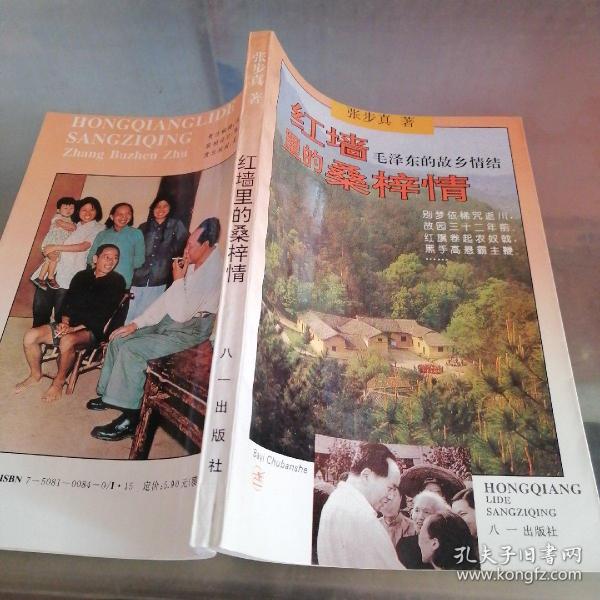 HONGQIANGLIDE
SANGZIQING
Zhang Buzhen Zhu
ISBN 7-5081-0084-0/I·15 定价:5.90元
张步真 著
红墙里的桑梓情
八一出版社
张步真 著
红墙
里的桑梓情
毛泽东的故乡情结
别梦依稀咒逝川，
故园三十二年前，
红旗卷起农奴戟，
黑手高悬霸主鞭，
……
Bayi Chubanshe
HONGQIANG
LIDE
SANGZIQING
八一出版社
孔夫子旧书网
www.kongfz.com